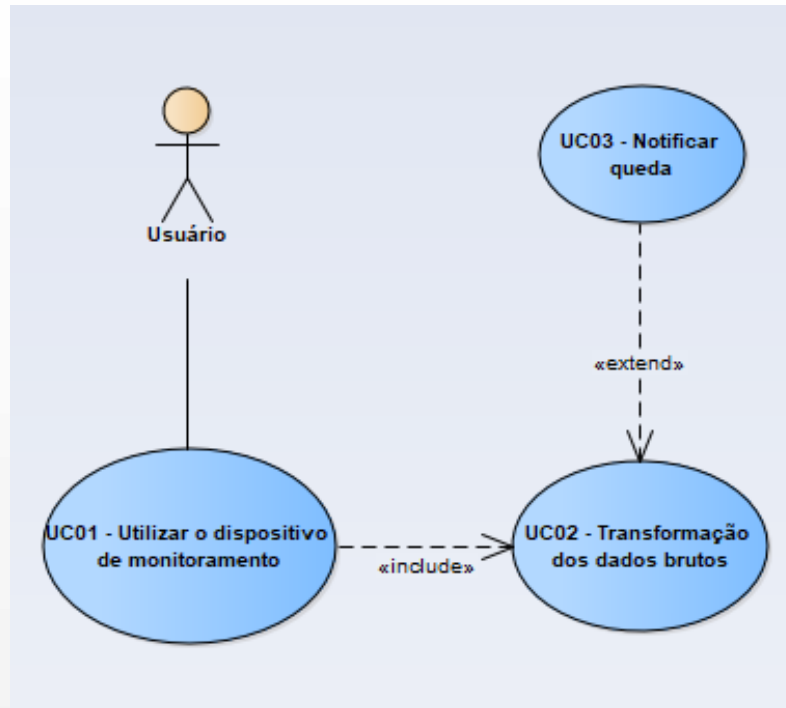 Usuário
UC03 - Notificar
queda
«extend»
UC01 - Utilizar o dispositivo
de monitoramento
«include»
UC02 - Transformação
dos dados brutos